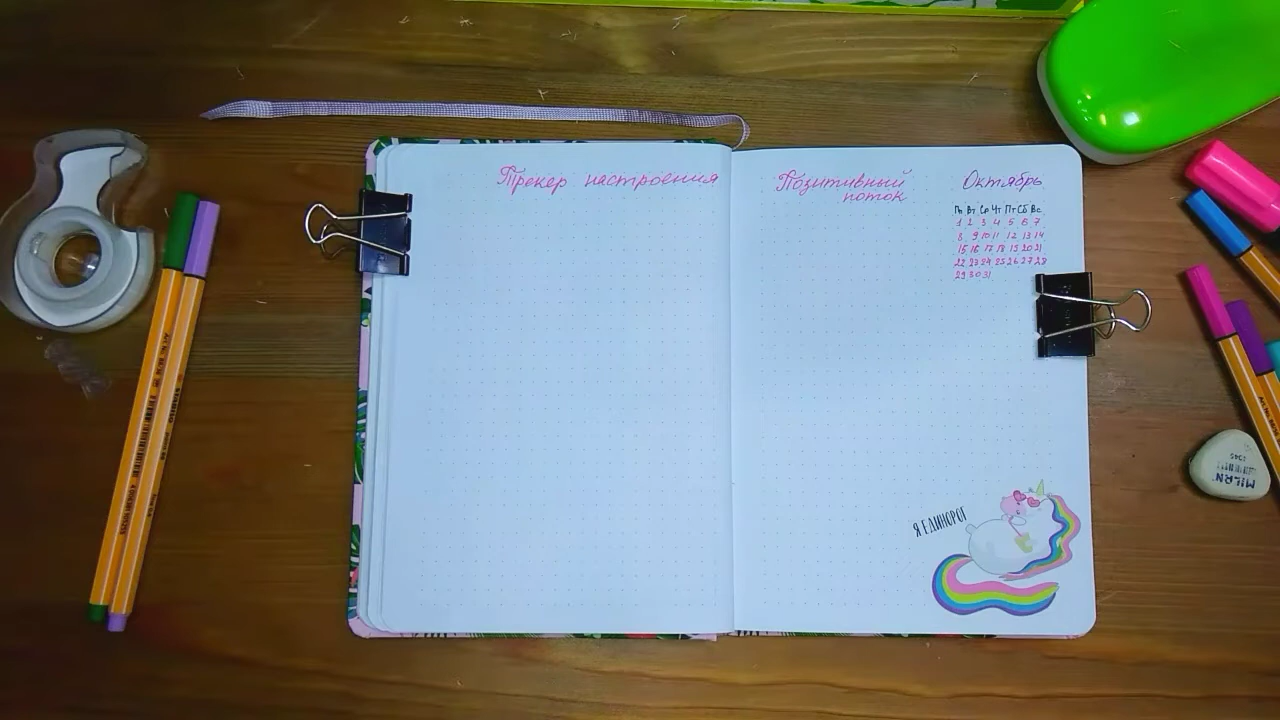 Трекер настроения
Позитивный
поток
Октябрь
Пн Вт Ср Чт Пт Сб Вс
1 2 3 4 5 6 7
8 9 10 11 12 13 14
15 16 17 18 19 20 21
22 23 24 25 26 27 28
29 30 31
Я ЕДИНОРОГ
STABILO
MILAN